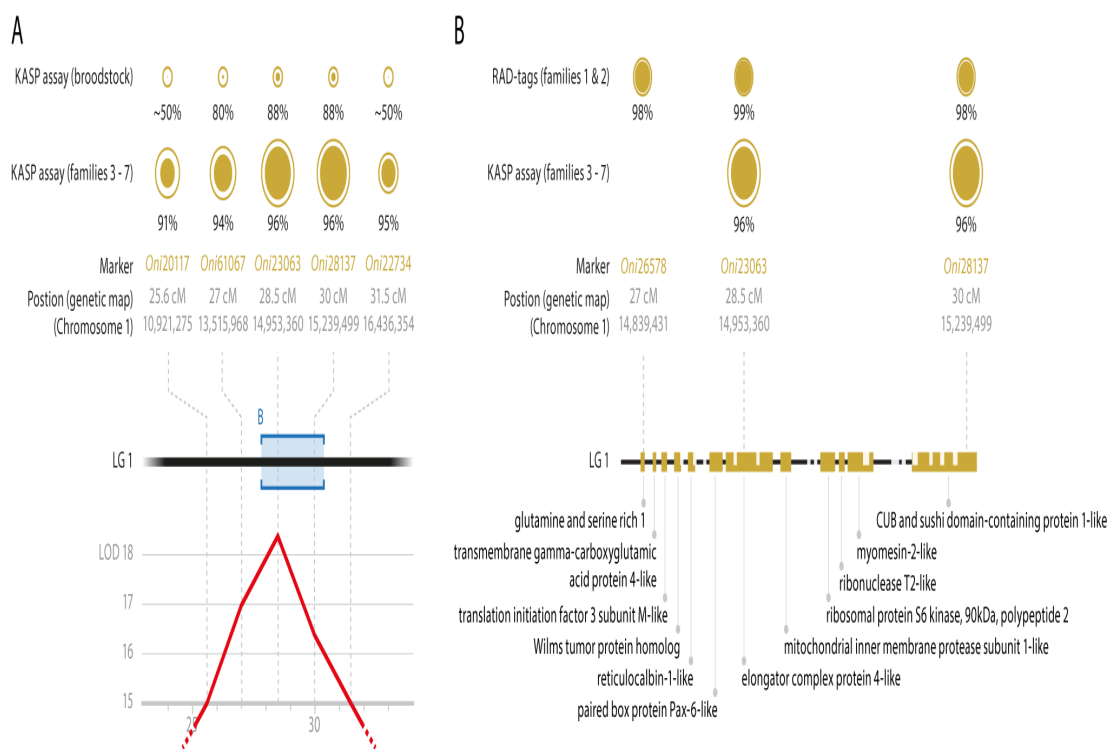 A
KASP assay (broodstock)
~50% 80% 88% 88% ~50%
KASP assay (families 3 - 7)
91% 94% 96% 96% 95%
Marker Oni20117 Oni61067 Oni23063 Oni28137 Oni22734
Postion (genetic map) 25.6 cM 27 cM 28.5 cM 30 cM 31.5 cM
(Chromosome 1) 10,921,275 13,515,968 14,953,360 15,239,499 16,436,354
B
LG 1
LOD 18
17
16
15
25 30
B
RAD-tags (families 1 & 2)
98% 99% 98%
KASP assay (families 3 - 7)
96% 96%
Marker Oni26578 Oni23063 Oni28137
Postion (genetic map) 27 cM 28.5 cM 30 cM
(Chromosome 1) 14,839,431 14,953,360 15,239,499
LG 1
glutamine and serine rich 1
transmembrane gamma-carboxyglutamic
acid protein 4-like
translation initiation factor 3 subunit M-like
Wilms tumor protein homolog
reticulocalbin-1-like
paired box protein Pax-6-like
CUB and sushi domain-containing protein 1-like
myomesin-2-like
ribonuclease T2-like
ribosomal protein S6 kinase, 90kDa, polypeptide 2
mitochondrial inner membrane protease subunit 1-like
elongator complex protein 4-like